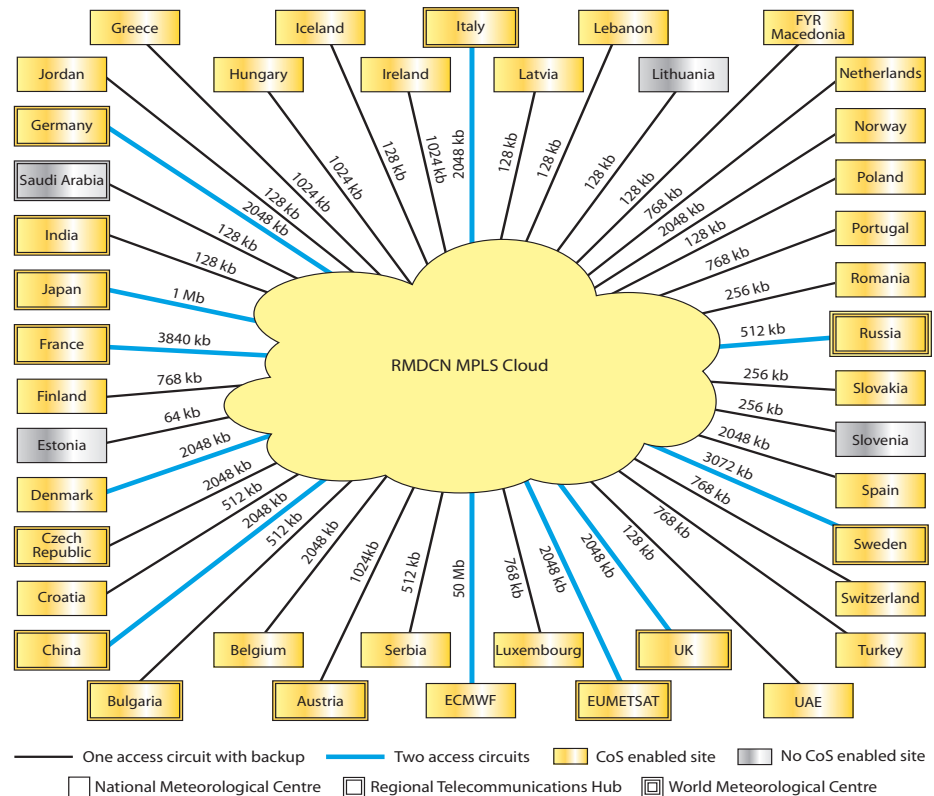 Greece
Iceland
Italy
Lebanon
FYR
Macedonia
Jordan
Hungary
Ireland
Latvia
Lithuania
Netherlands
Germany
Norway
Saudi Arabia
Poland
India
Portugal
Japan
Romania
France
Russia
Finland
Slovakia
Estonia
Slovenia
Denmark
Spain
Czech
Republic
Sweden
Croatia
Switzerland
China
Belgium
Serbia
Luxembourg
UK
Turkey
Bulgaria
Austria
ECMWF
EUMETSAT
UAE
1024 kb
1024 kb
128 kb
1024 kb
2048 kb
128 kb
128 kb
128 kb
128 kb
768 kb
2048 kb
128 kb
768 kb
256 kb
512 kb
256 kb
256 kb
2048 kb
3072 kb
768 kb
768 kb
128 kb
2048 kb
2048 kb
768 kb
50 Mb
512 kb
1024kb
2048 kb
512 kb
2048 kb
512 kb
2048 kb
2048 kb
64 kb
768 kb
3840 kb
1 Mb
128 kb
128 kb
2048 kb
128 kb
RMDCN MPLS Cloud
One access circuit with backup
Two access circuits
CoS enabled site
No CoS enabled site
National Meteorological Centre
Regional Telecommunications Hub
World Meteorological Centre